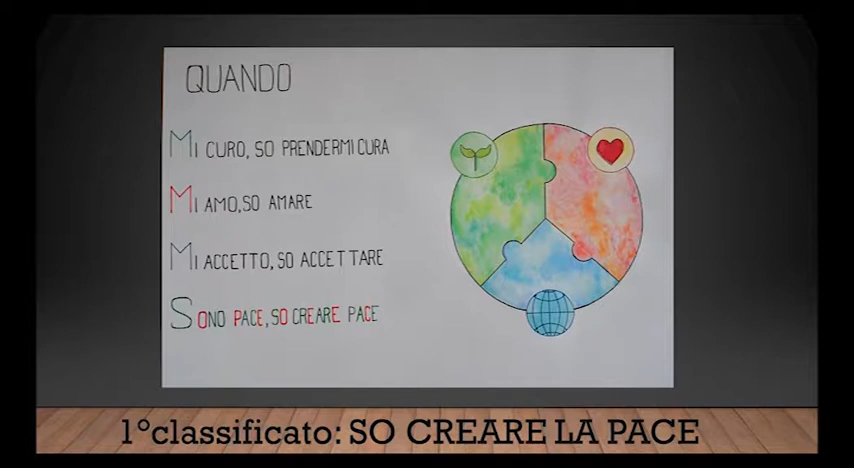 QUANDO
MI CURO, SO PRENDERMI CURA
MI AMO, SO AMARE
MI ACCETTO, SO ACCETTARE
SONO PACE, SO CREARE PACE
1°classificato: SO CREARE LA PACE